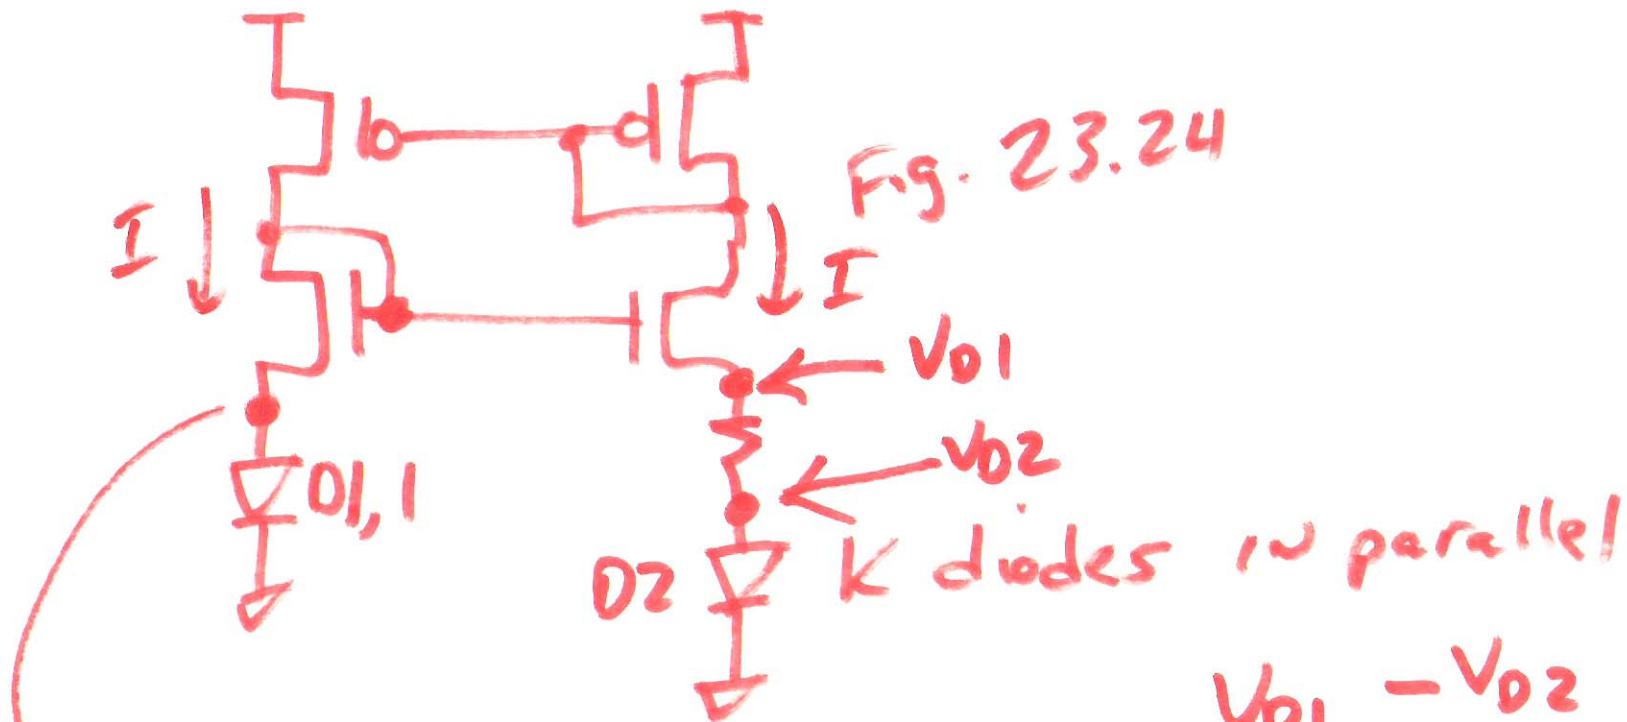 Fig. 23.24
I
I
VD1
VD2
D1,1
D2 K diodes in parallel
VD1 - VD2